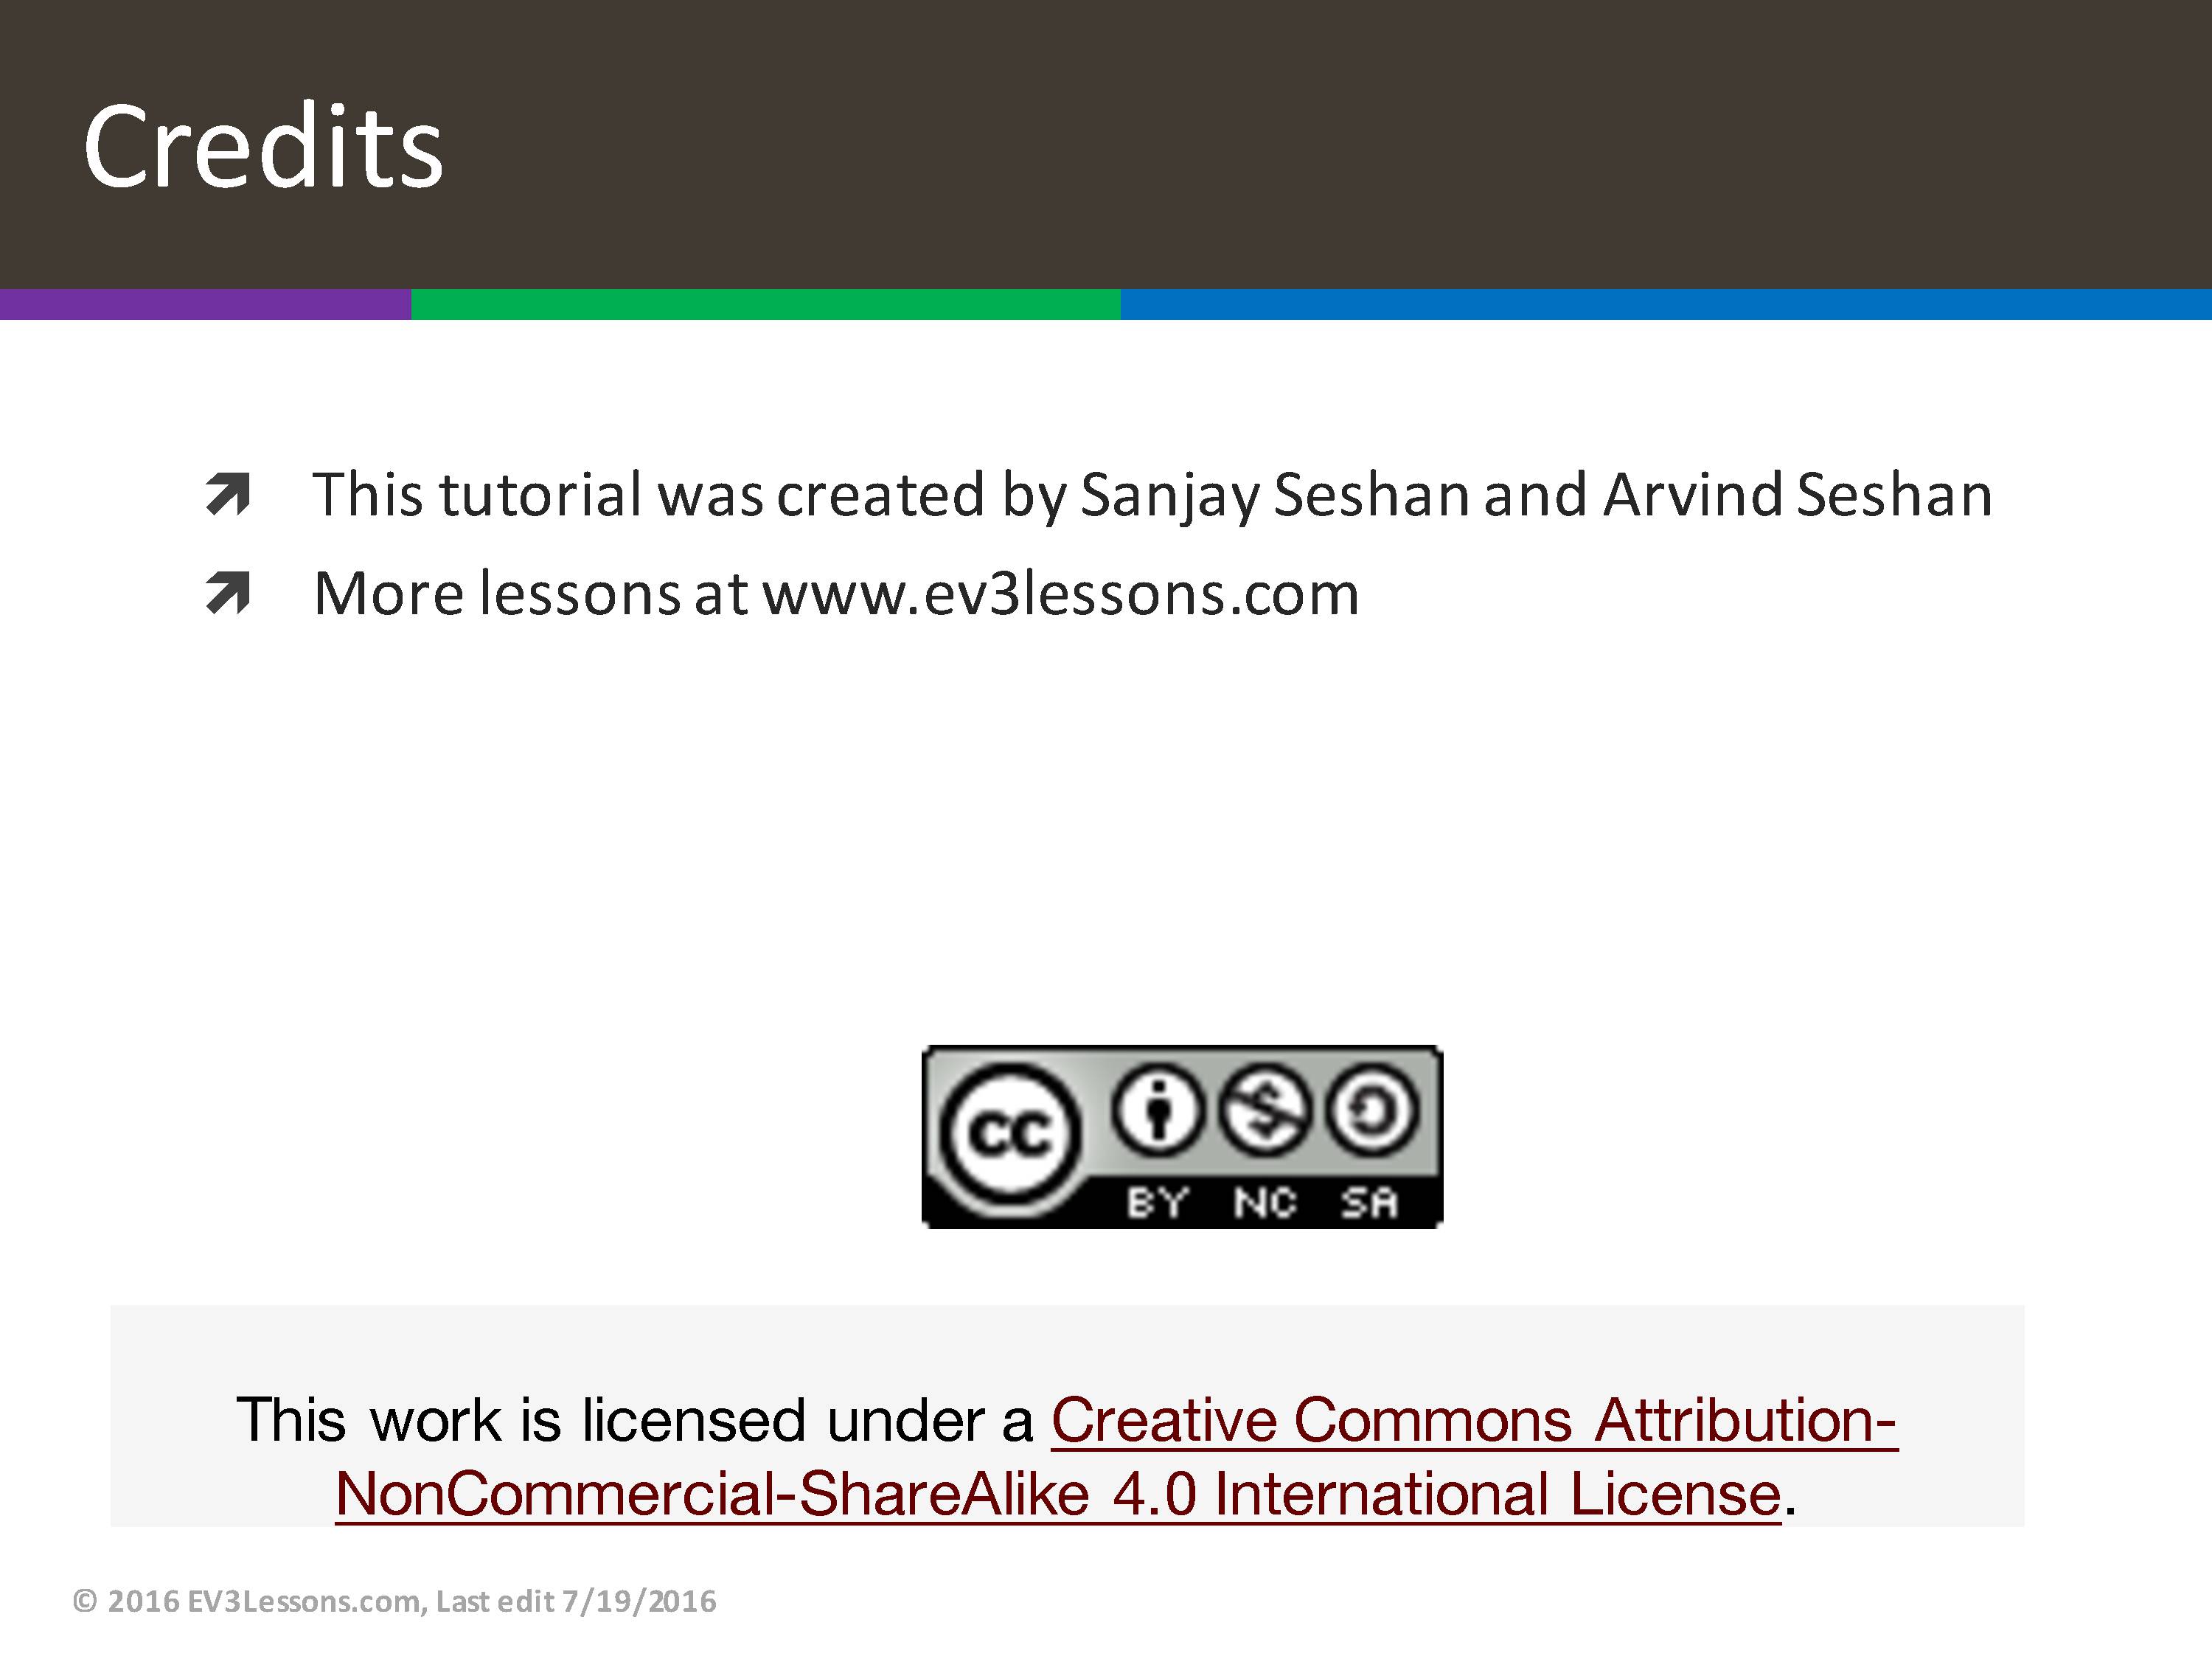 Credits
This tutorial was created by Sanjay Seshan and Arvind Seshan
More lessons at www.ev3lessons.com
cc
BY NC SA
This work is licensed under a Creative Commons Attribution-
NonCommercial-ShareAlike 4.0 International License.
© 2016 EV3Lessons.com, Last edit 7/19/2016